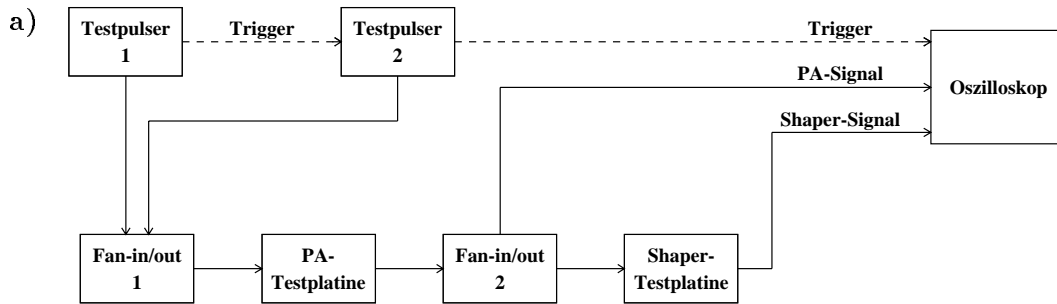 a)
Testpulser
1
Trigger
Testpulser
2
Trigger
PA-Signal
Shaper-Signal
Oszilloskop
Fan-in/out
1
PA-
Testplatine
Fan-in/out
2
Shaper-
Testplatine